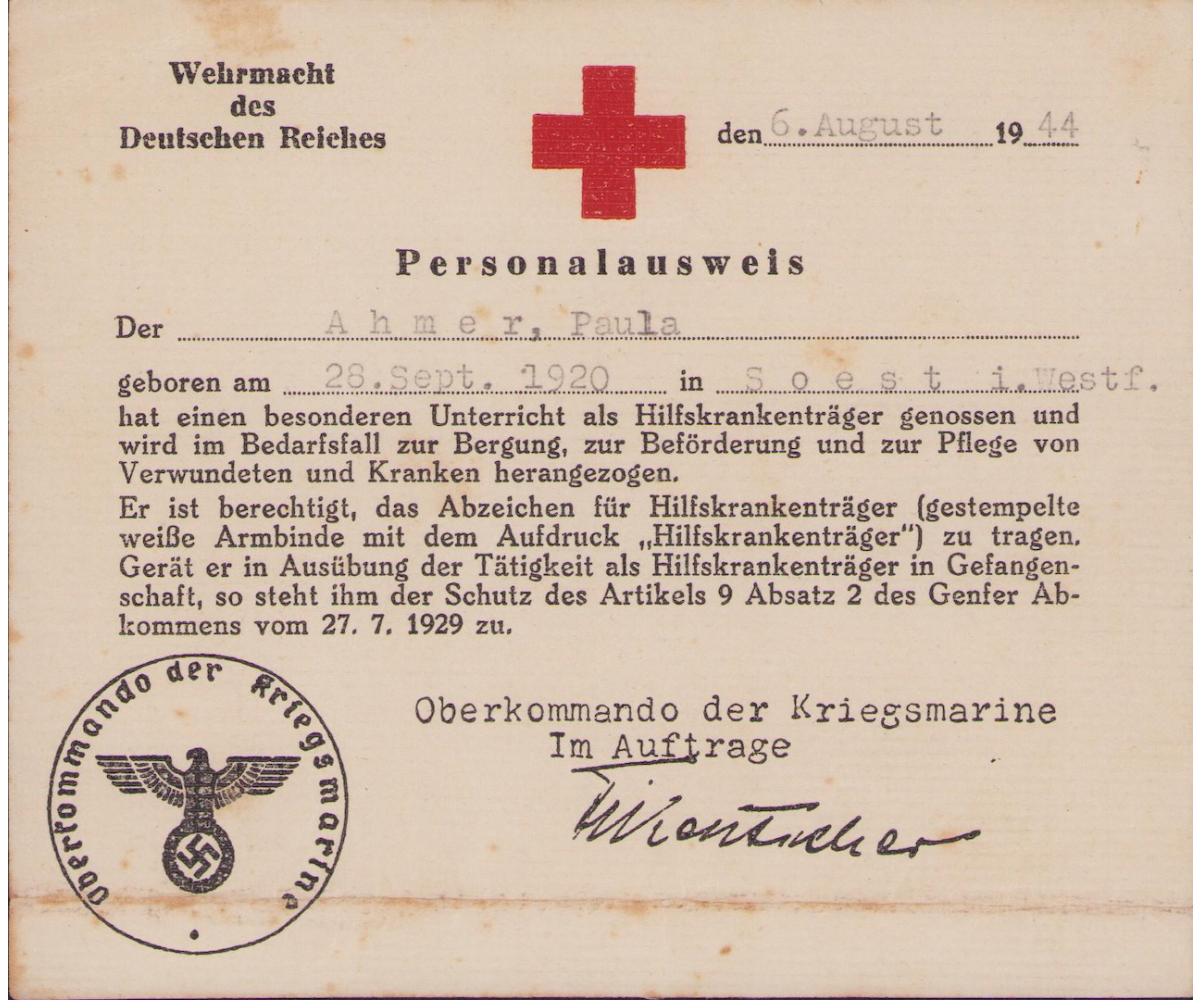 Wehrmacht
des
Deutschen Reiches
den 6. August 19 44
Personalausweis
Der Ahmer, Paula
geboren am 28. Sept. 1920 in Soest i. Westf.
hat einen besonderen Unterricht als Hilfskrankenträger genossen und
wird im Bedarfsfall zur Bergung, zur Beförderung und zur Pflege von
Verwundeten und Kranken herangezogen.
Er ist berechtigt, das Abzeichen für Hilfskrankenträger (gestempelte
weiße Armbinde mit dem Aufdruck „Hilfskrankenträger“) zu tragen.
Gerät er in Ausübung der Tätigkeit als Hilfskrankenträger in Gefangen-
schaft, so steht ihm der Schutz des Artikels 9 Absatz 2 des Genfer Ab-
kommens vom 27. 7. 1929 zu.
Oberkommando der Kriegsmarine
Oberkommando der Kriegsmarine
Im Auftrage